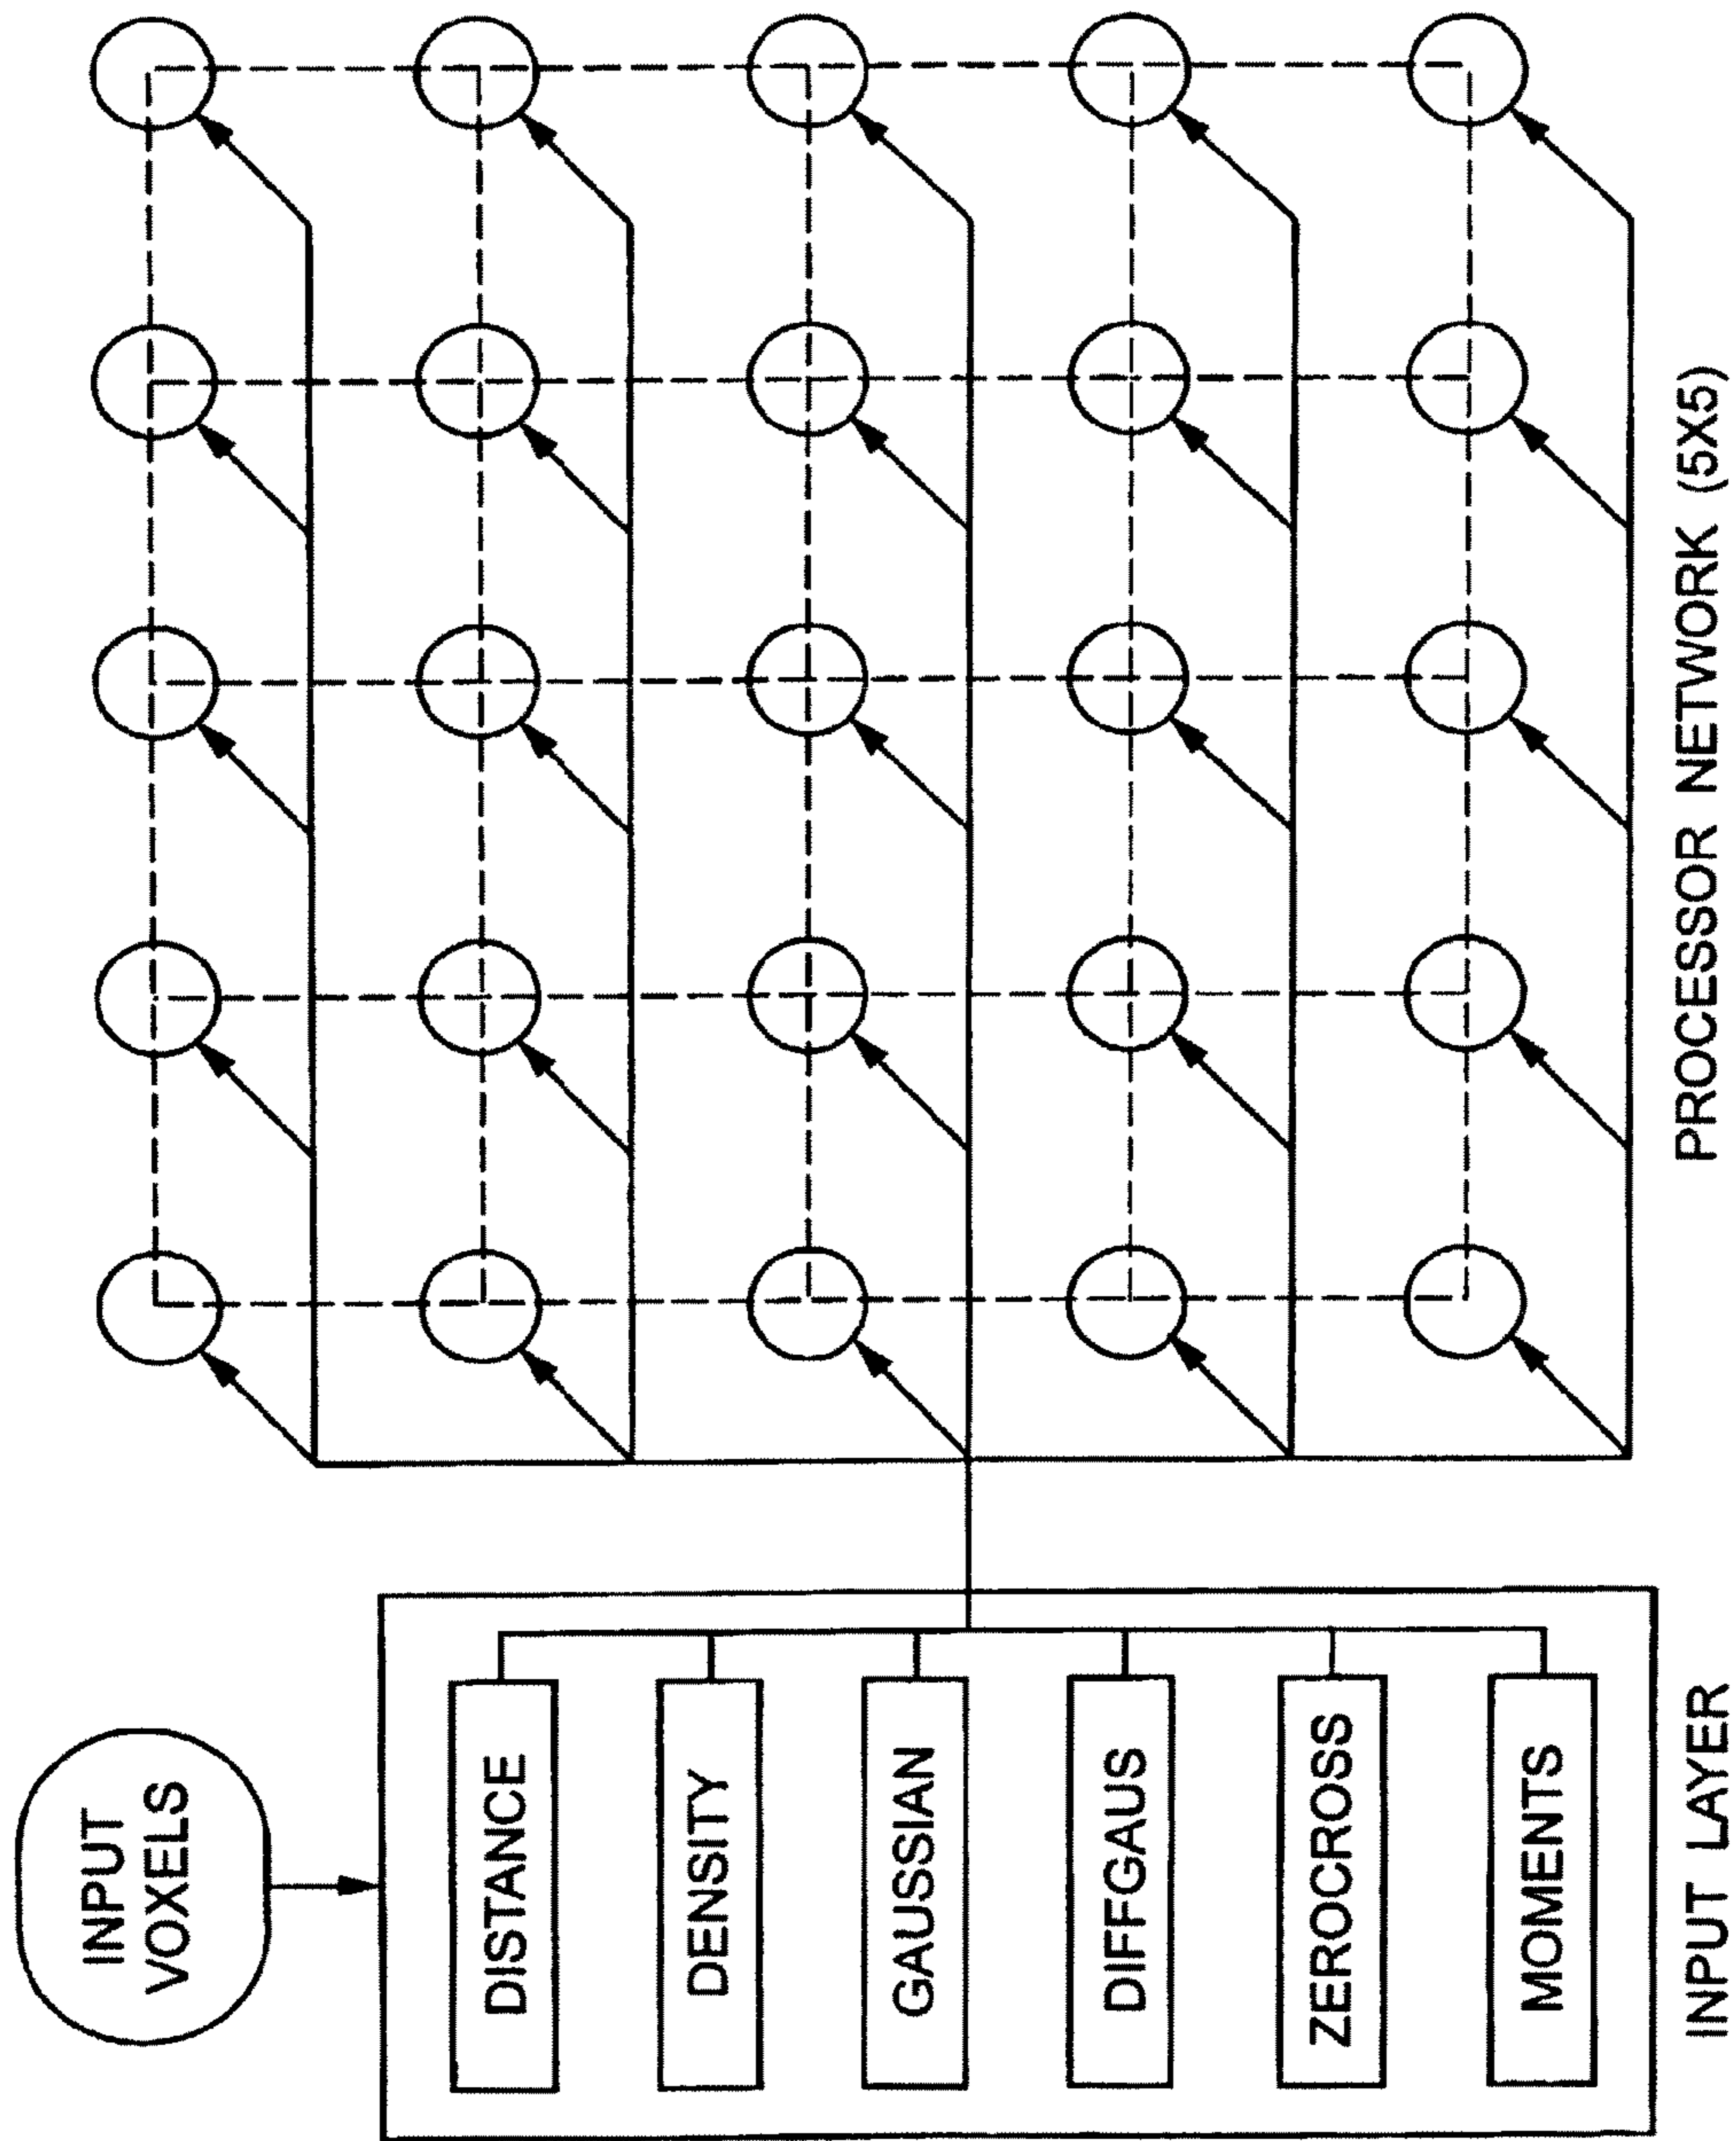 INPUT
VOXELS
DISTANCE
DENSITY
GAUSSIAN
DIFFGAUS
ZEROCROSS
MOMENTS
INPUT LAYER
PROCESSOR NETWORK (5X5)